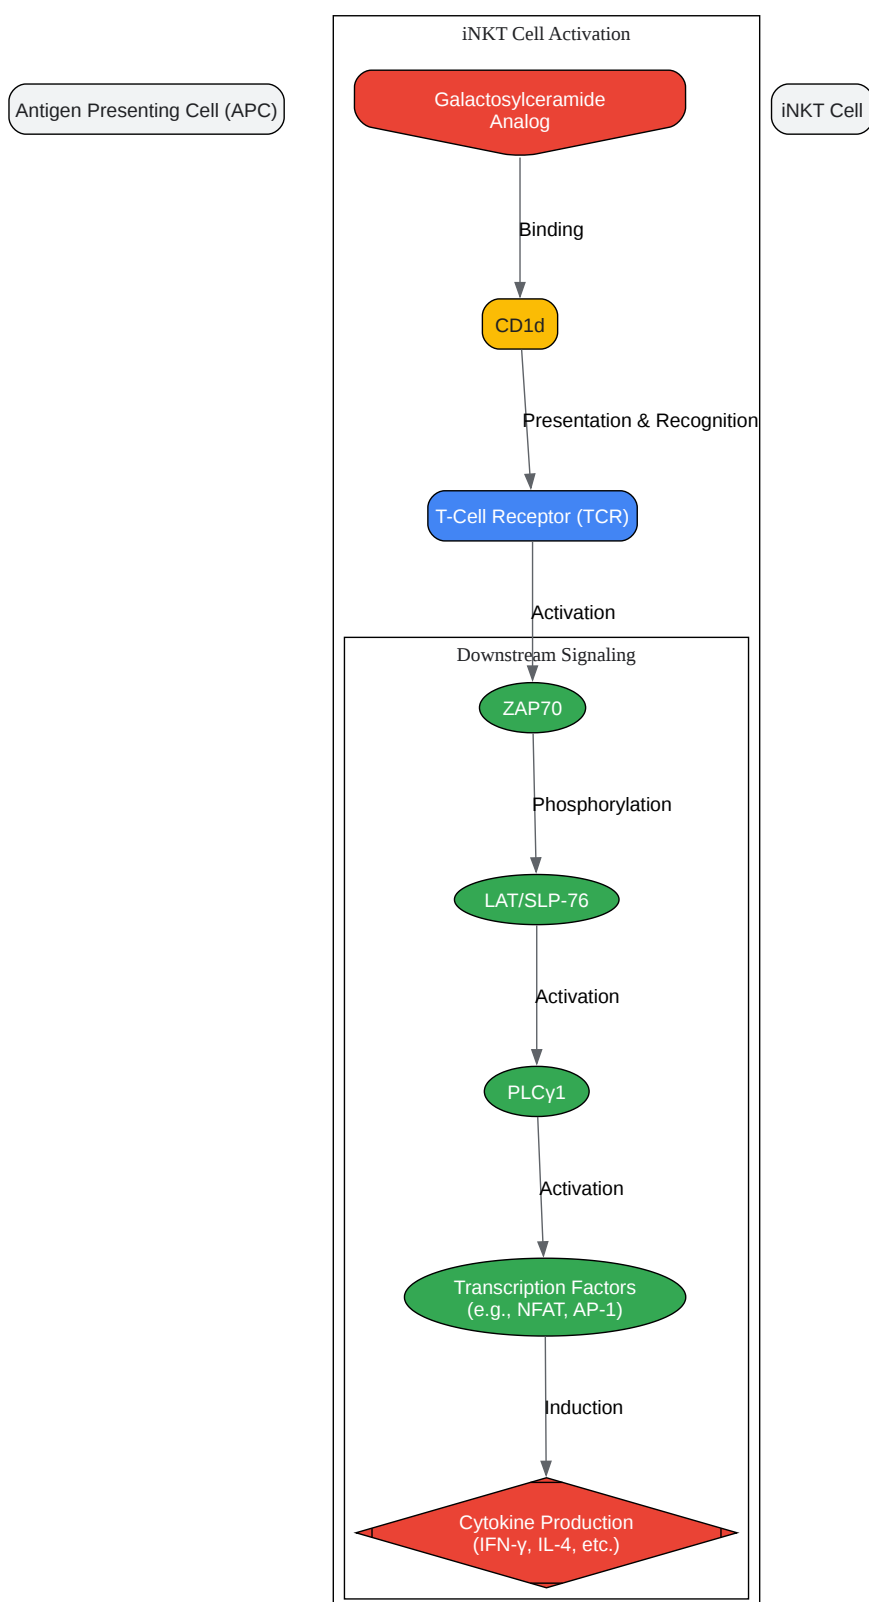 iNKT Cell Activation
Antigen Presenting Cell (APC)
Galactosylceramide
Analog
iNKT Cell
Binding
CD1d
Presentation & Recognition
T-Cell Receptor (TCR)
Activation
Downstream Signaling
ZAP70
Phosphorylation
LAT/SLP-76
Activation
PLCγ1
Activation
Transcription Factors
(e.g., NFAT, AP-1)
Induction
Cytokine Production
(IFN-γ, IL-4, etc.)